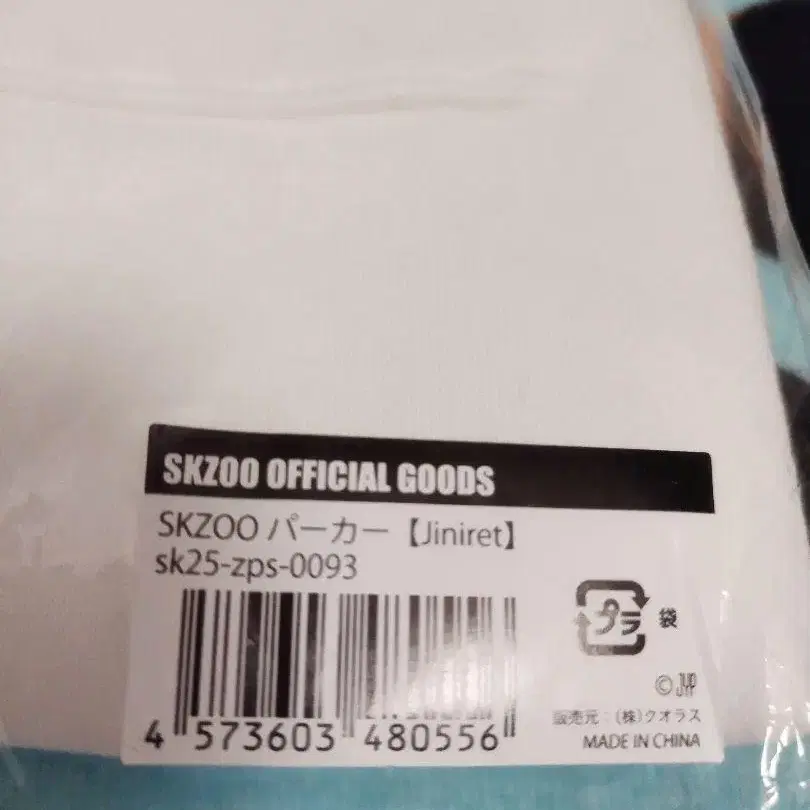 SKZOO OFFICIAL GOODS
SKZOO パーカー【Jiniret】
sk25-zps-0093
プラ 袋
© JYP
販売元：(株)クオラス
4 573603 480556
MADE IN CHINA